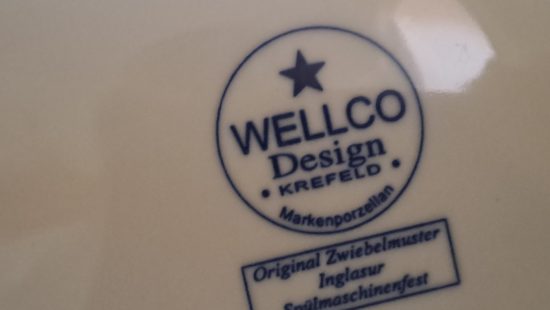 WELLCO
Design
• KREFELD •
Markenporzellan
Original Zwiebelmuster
Inglasur
Spülmaschinenfest